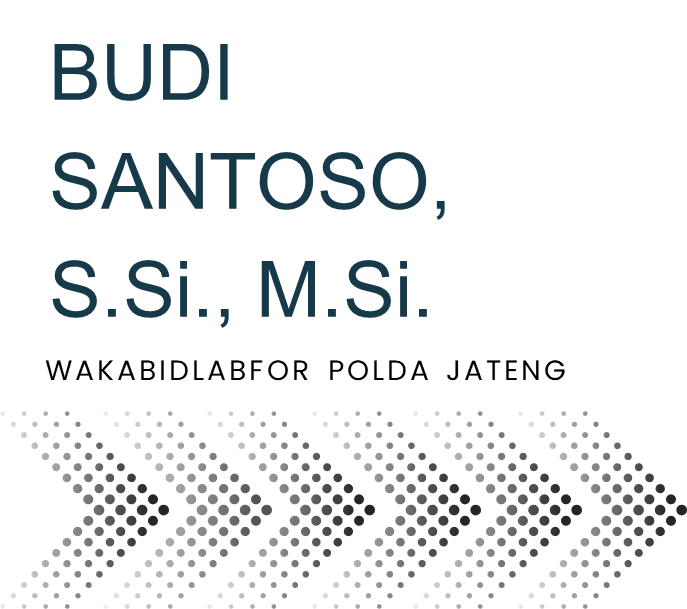 BUDI
SANTOSO,
S.Si., M.Si.
WAKABIDLABFOR POLDA JATENG